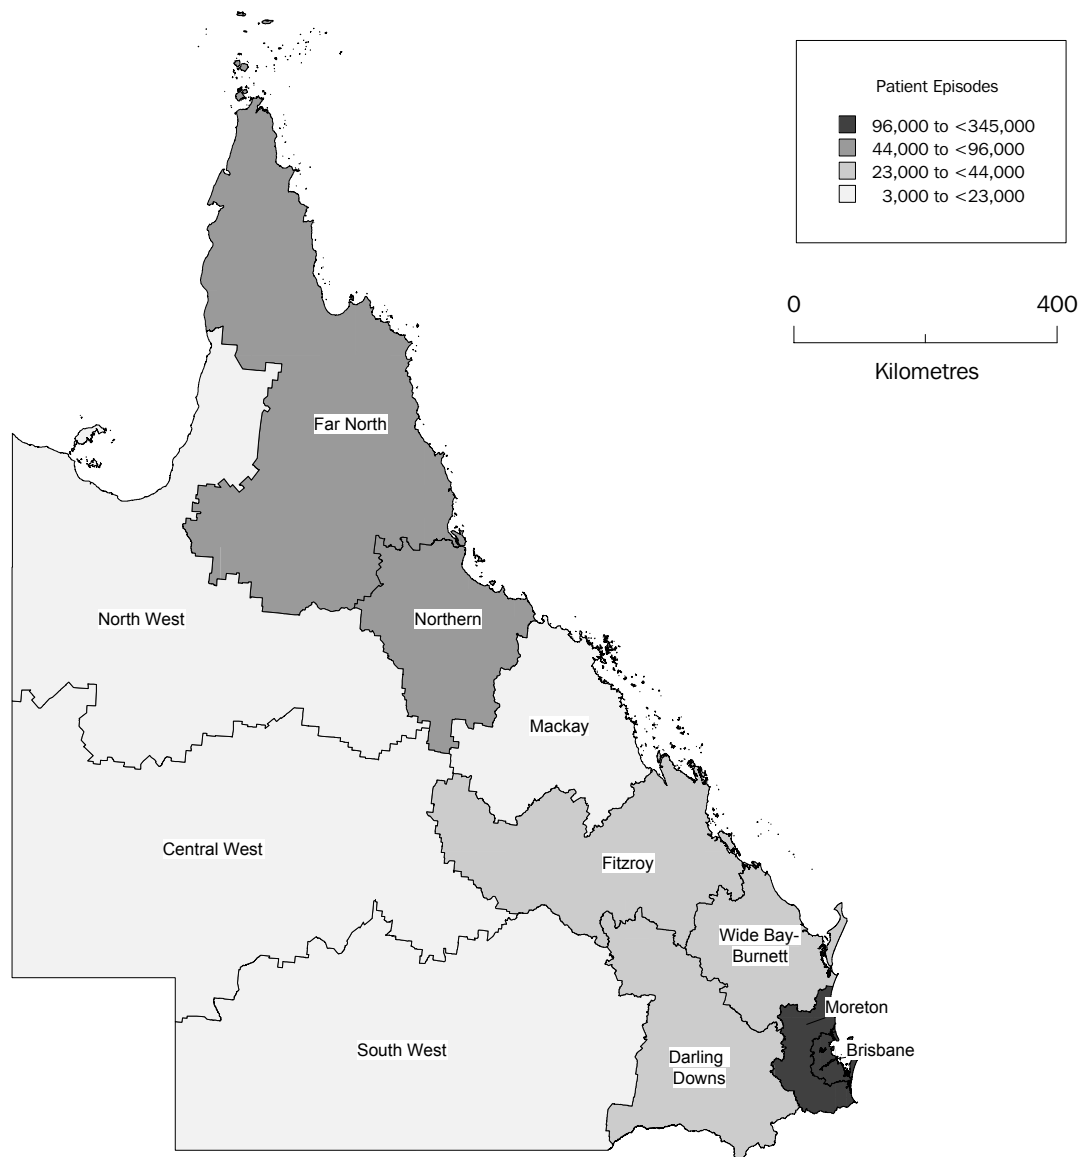 Patient Episodes
96,000 to <345,000
44,000 to <96,000
23,000 to <44,000
3,000 to <23,000
0 400
Kilometres
Far North
North West
Northern
Mackay
Central West
Fitzroy
Wide Bay-
Burnett
Moreton
South West
Brisbane
Darling
Downs